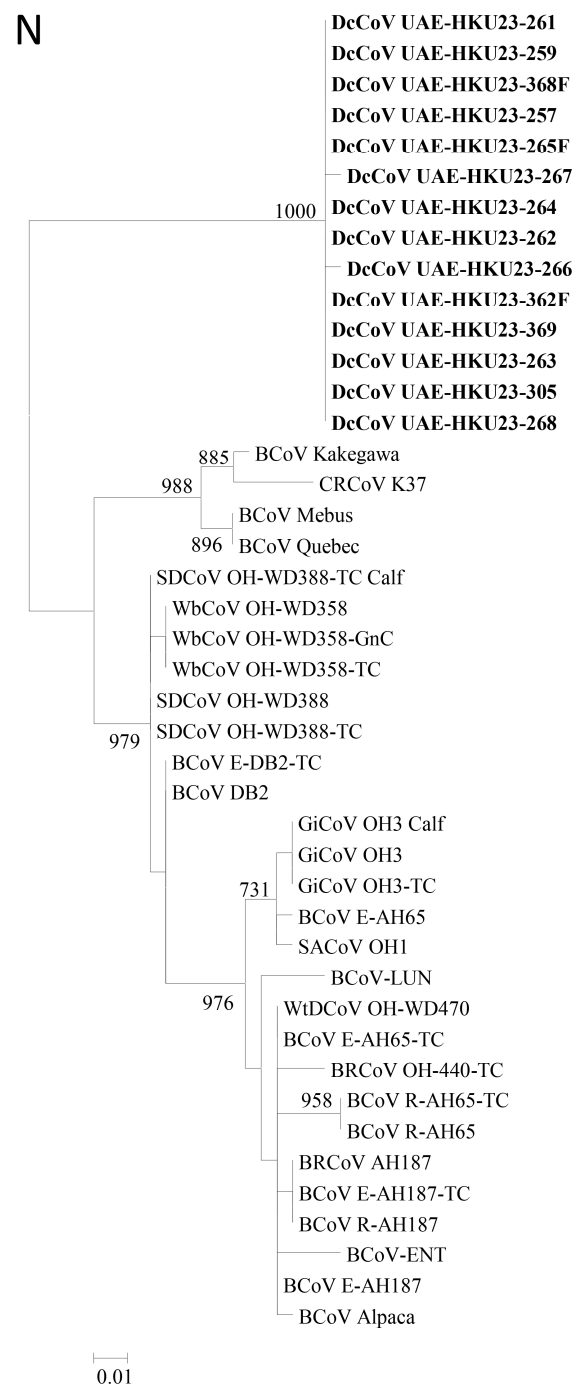 N
DcCoV UAE-HKU23-261
DcCoV UAE-HKU23-259
DcCoV UAE-HKU23-368F
DcCoV UAE-HKU23-257
DcCoV UAE-HKU23-265F
DcCoV UAE-HKU23-267
1000
DcCoV UAE-HKU23-264
DcCoV UAE-HKU23-262
DcCoV UAE-HKU23-266
DcCoV UAE-HKU23-362F
DcCoV UAE-HKU23-369
DcCoV UAE-HKU23-263
DcCoV UAE-HKU23-305
DcCoV UAE-HKU23-268
885
BCoV Kakegawa
988
CRCoV K37
BCoV Mebus
896
BCoV Quebec
SDCoV OH-WD388-TC Calf
WbCoV OH-WD358
WbCoV OH-WD358-GnC
WbCoV OH-WD358-TC
SDCoV OH-WD388
SDCoV OH-WD388-TC
979
BCoV E-DB2-TC
BCoV DB2
GiCoV OH3 Calf
GiCoV OH3
GiCoV OH3-TC
731
BCoV E-AH65
SACoV OH1
BCoV-LUN
976
WtDCoV OH-WD470
BCoV E-AH65-TC
BRCoV OH-440-TC
958
BCoV R-AH65-TC
BCoV R-AH65
BRCoV AH187
BCoV E-AH187-TC
BCoV R-AH187
BCoV-ENT
BCoV E-AH187
BCoV Alpaca
0.01